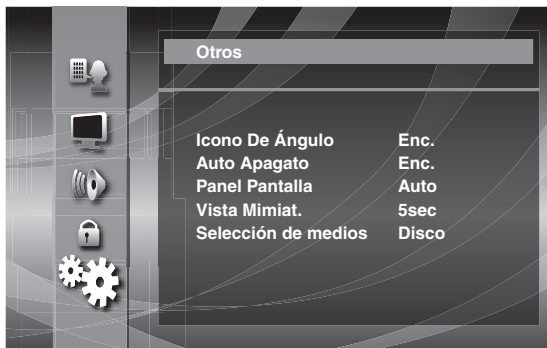 Otros
Icono De Ángulo Enc.
Auto Apagato Enc.
Panel Pantalla Auto
Vista Mimiat. 5sec
Selección de medios Disco